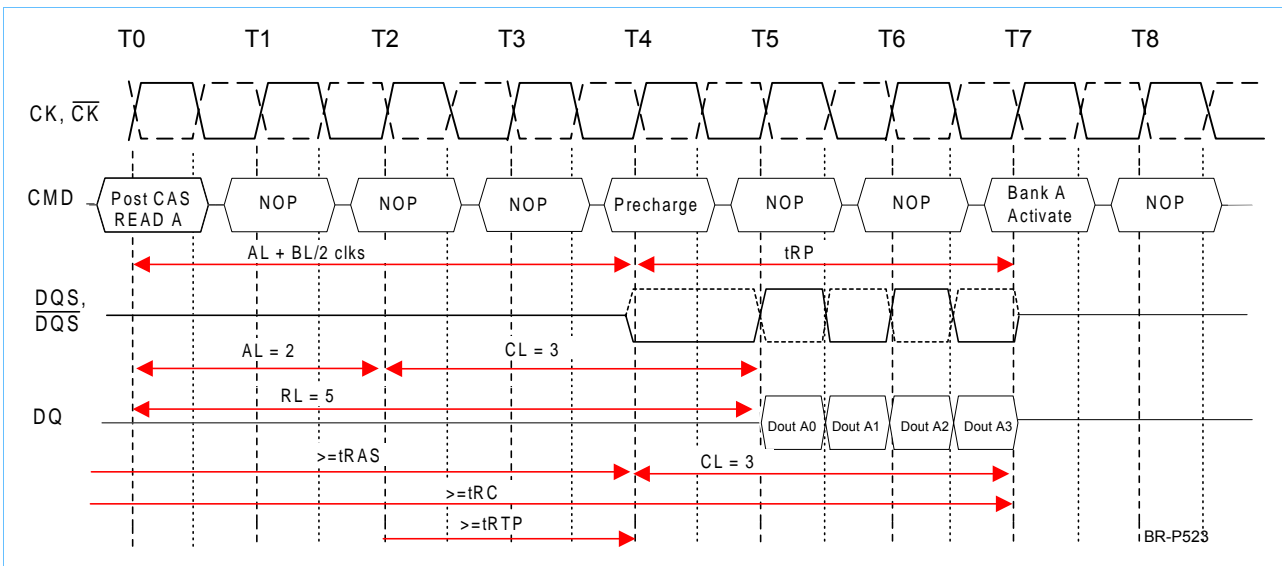 T0 T1 T2 T3 T4 T5 T6 T7 T8
CK, CK
CMD
Post CAS
READ A
NOP
NOP
NOP
Precharge
NOP
NOP
Bank A
Activate
NOP
AL + BL/2 clks
tRP
DQS,
DQS
AL = 2
CL = 3
RL = 5
DQ
Dout A0
Dout A1
Dout A2
Dout A3
>=tRAS
CL = 3
>=tRC
>=tRTP
BR-P523